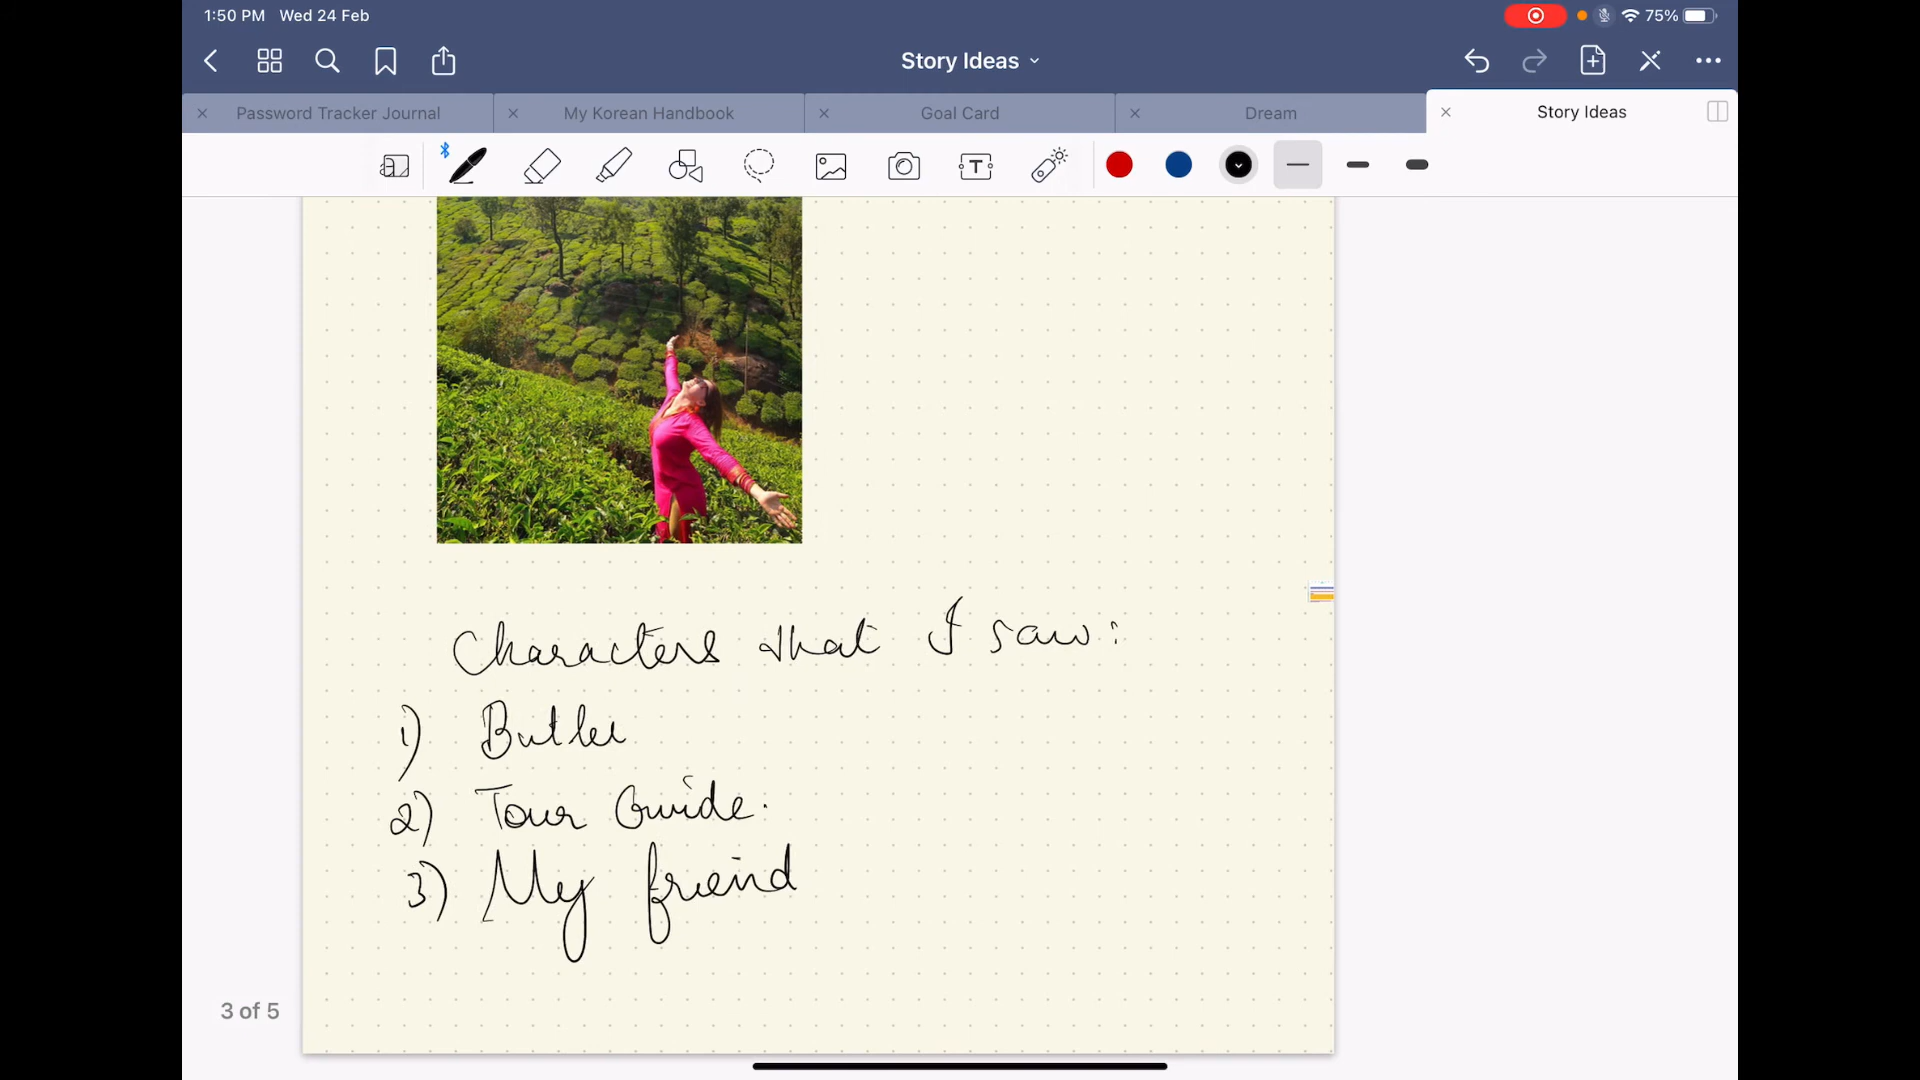 1:50 PM Wed 24 Feb 75%
Story Ideas
Password Tracker Journal My Korean Handbook Goal Card Dream Story Ideas
Characters that I saw:
1) Butler
2) Tour Guide.
3) My friend
3 of 5